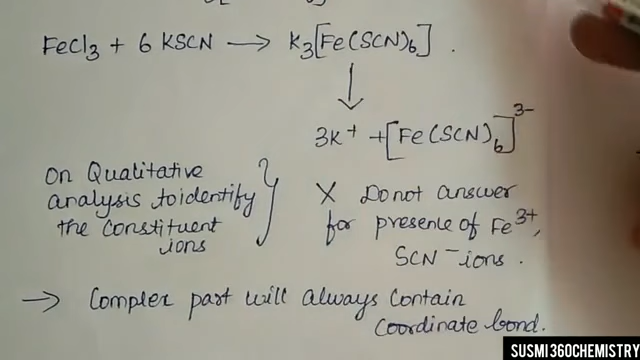 FeCl3 + 6 KSCN → K3[Fe(SCN)6] .
↓
3K+ + [Fe(SCN)6]3-
On Qualitative
analysis to identify
the constituent
ions
X Do not answer
for presence of Fe3+,
SCN- ions .
→ Complex part will always contain
coordinate bond.
SUSMI360CHEMISTRY